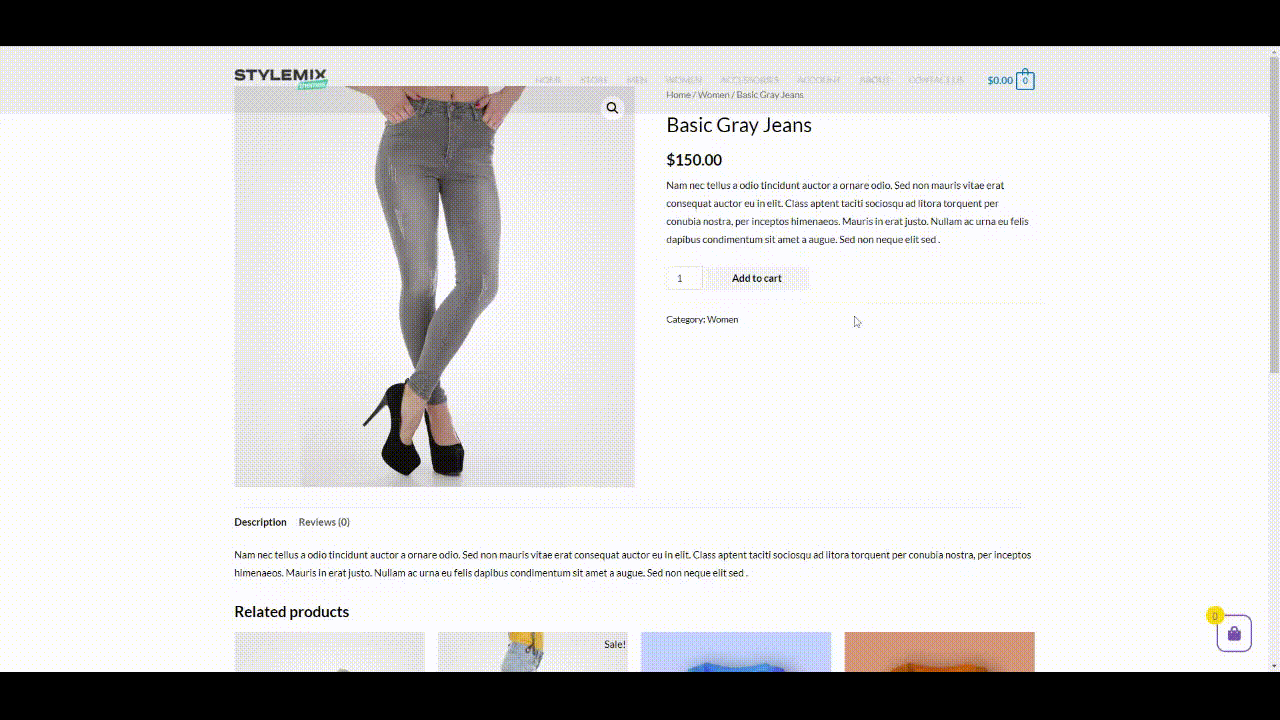 STYLEMIX
themes
HOME STORE MEN WOMEN ACCESSORIES ACCOUNT ABOUT CONTACT US
$0.00 0
Home / Women / Basic Gray Jeans
Basic Gray Jeans
$150.00
Nam nec tellus a odio tincidunt auctor a ornare odio. Sed non mauris vitae erat
consequat auctor eu in elit. Class aptent taciti sociosqu ad litora torquent per
conubia nostra, per inceptos himenaeos. Mauris in erat justo. Nullam ac urna eu felis
dapibus condimentum sit amet a augue. Sed non neque elit sed .
1 Add to cart
Category: Women
Description Reviews (0)
Nam nec tellus a odio tincidunt auctor a ornare odio. Sed non mauris vitae erat consequat auctor eu in elit. Class aptent taciti sociosqu ad litora torquent per conubia nostra, per inceptos
himenaeos. Mauris in erat justo. Nullam ac urna eu felis dapibus condimentum sit amet a augue. Sed non neque elit sed .
Related products
Sale!
0